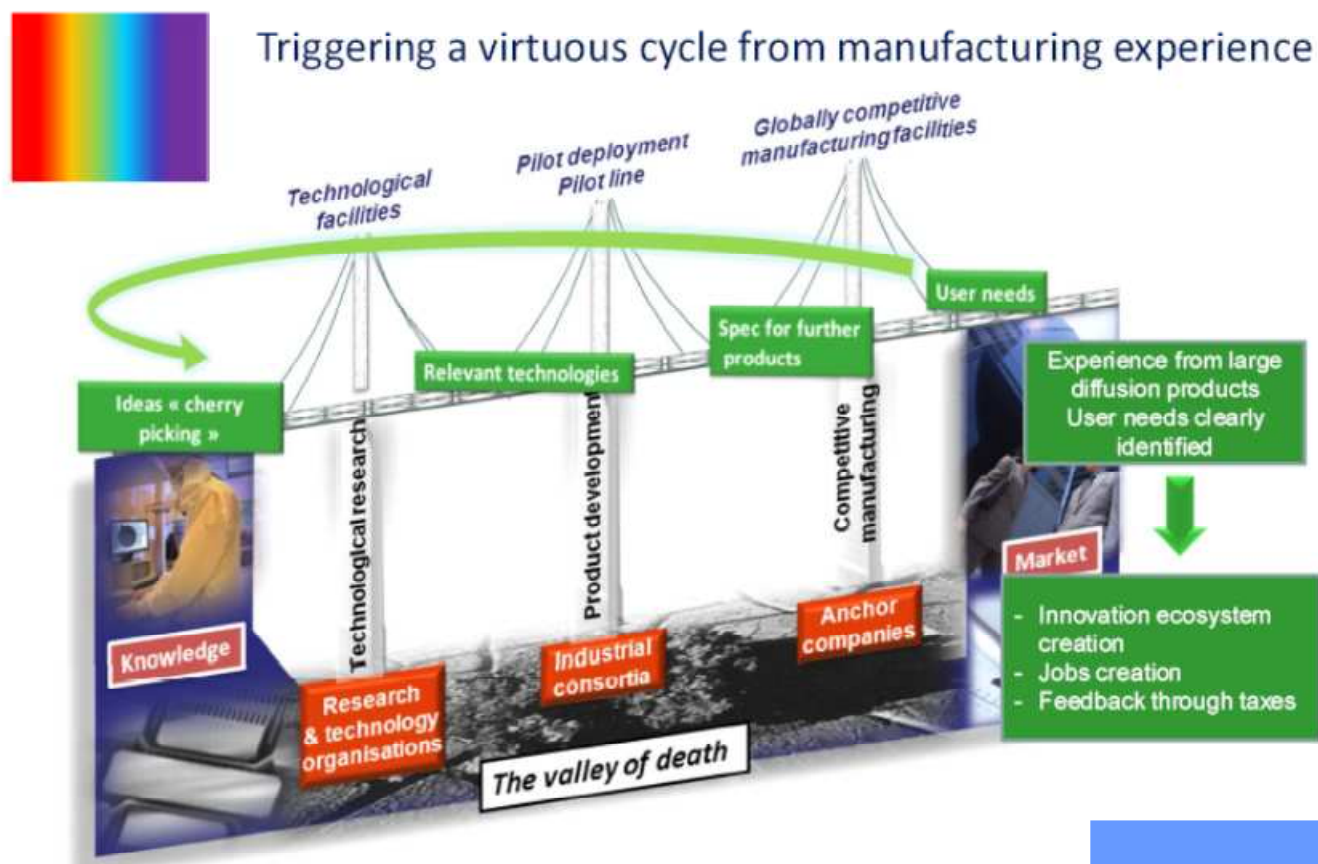 Triggering a virtuous cycle from manufacturing experience
Technological
facilities
Pilot deployment
Pilot line
Globally competitive
manufacturing facilities
User needs
Spec for further
products
Relevant technologies
Ideas « cherry
picking »
Experience from large
diffusion products
User needs clearly
identified
Technological research
Product development
Competitive
manufacturing
Knowledge
Market
Research
& technology
organisations
Industrial
consortia
Anchor
companies
The valley of death
- Innovation ecosystem
creation
- Jobs creation
- Feedback through taxes